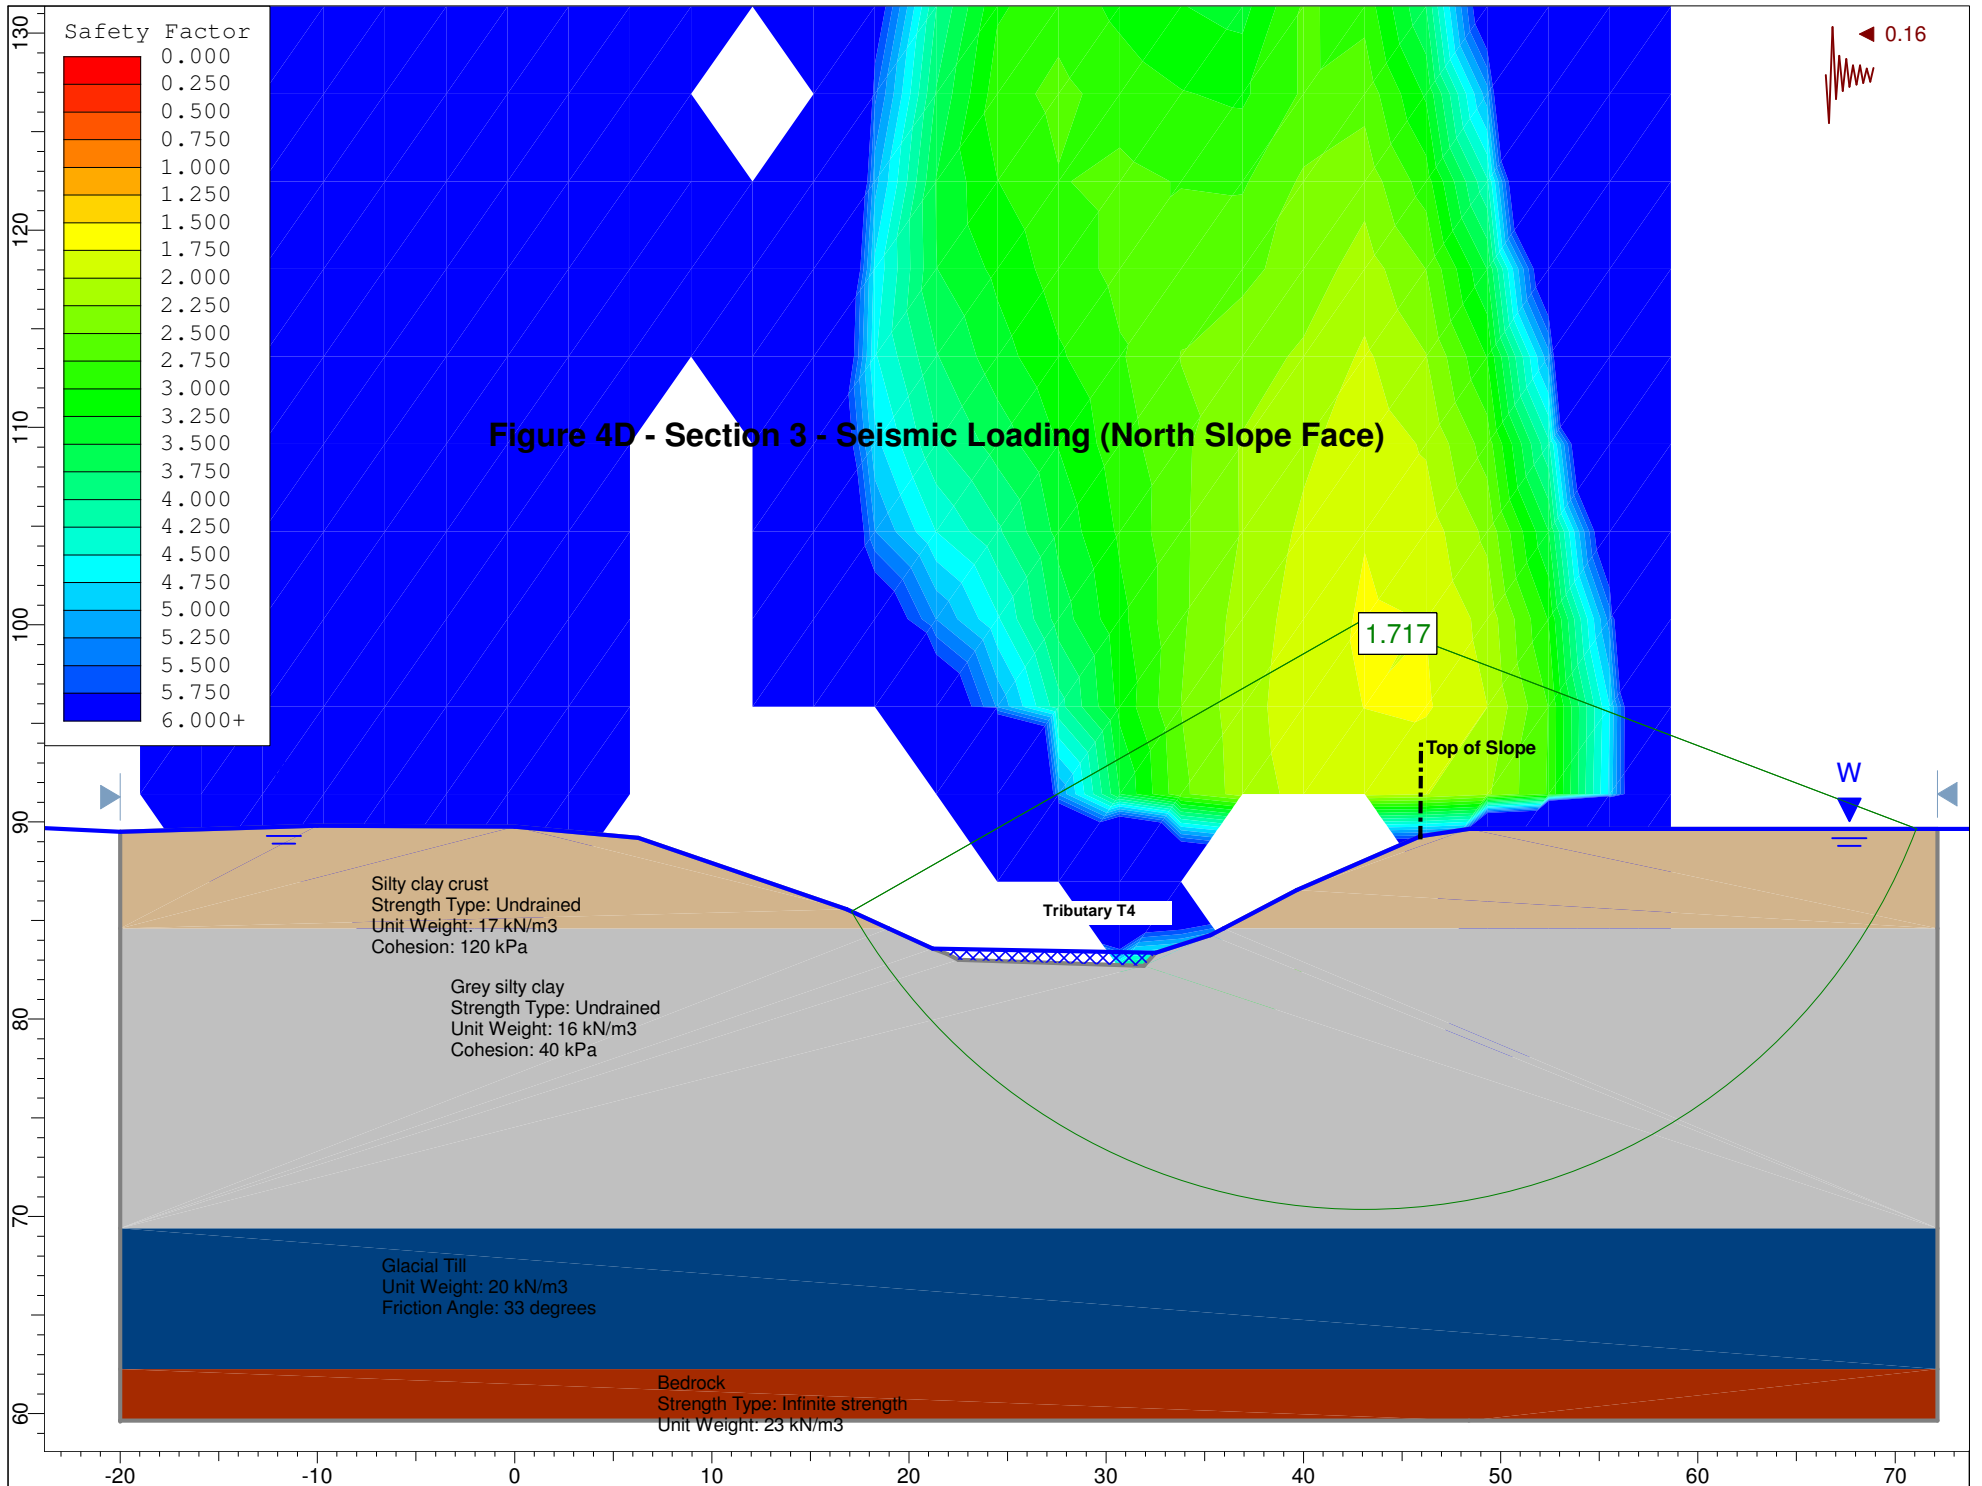 Safety Factor
0.000
0.250
0.500
0.750
1.000
1.250
1.500
1.750
2.000
2.250
2.500
2.750
3.000
3.250
3.500
3.750
4.000
4.250
4.500
4.750
5.000
5.250
5.500
5.750
6.000+
0.16
Figure 4D - Section 3 - Seismic Loading (North Slope Face)
1.717
Top of Slope
W
Tributary T4
Silty clay crust
Strength Type: Undrained
Unit Weight: 17 kN/m3
Cohesion: 120 kPa
Grey silty clay
Strength Type: Undrained
Unit Weight: 16 kN/m3
Cohesion: 40 kPa
Glacial Till
Unit Weight: 20 kN/m3
Friction Angle: 33 degrees
Bedrock
Strength Type: Infinite strength
Unit Weight: 23 kN/m3
130
120
110
100
90
80
70
60
-20 -10 0 10 20 30 40 50 60 70